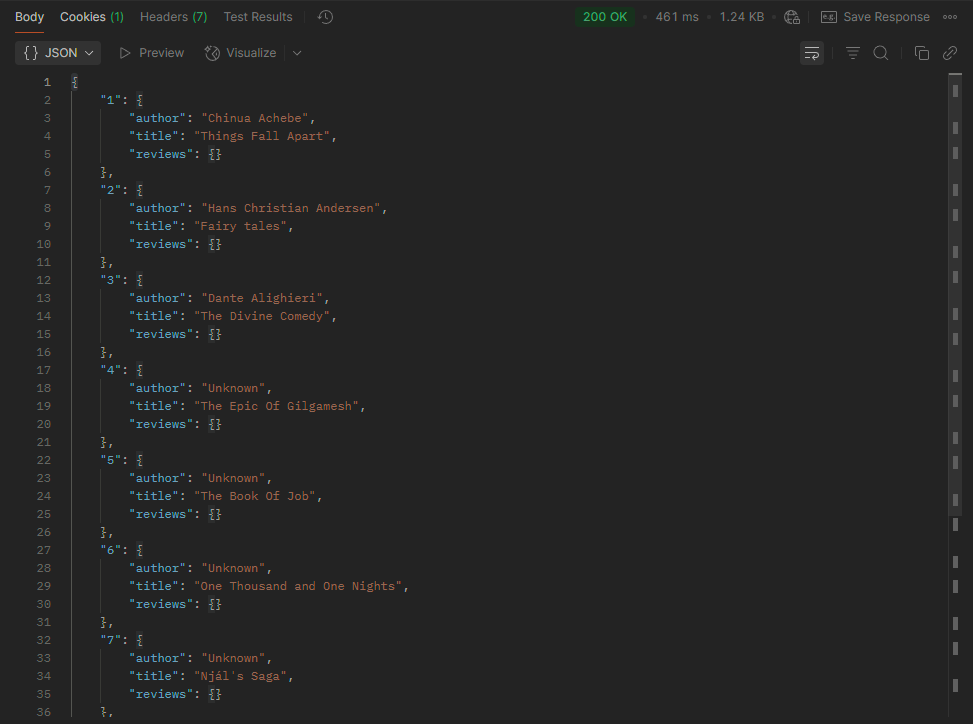 Body Cookies (1) Headers (7) Test Results 200 OK • 461 ms • 1.24 KB • e.g. Save Response
{} JSON Preview Visualize
1 {
2 "1": {
3 "author": "Chinua Achebe",
4 "title": "Things Fall Apart",
5 "reviews": {}
6 },
7 "2": {
8 "author": "Hans Christian Andersen",
9 "title": "Fairy tales",
10 "reviews": {}
11 },
12 "3": {
13 "author": "Dante Alighieri",
14 "title": "The Divine Comedy",
15 "reviews": {}
16 },
17 "4": {
18 "author": "Unknown",
19 "title": "The Epic Of Gilgamesh",
20 "reviews": {}
21 },
22 "5": {
23 "author": "Unknown",
24 "title": "The Book Of Job",
25 "reviews": {}
26 },
27 "6": {
28 "author": "Unknown",
29 "title": "One Thousand and One Nights",
30 "reviews": {}
31 },
32 "7": {
33 "author": "Unknown",
34 "title": "Njál's Saga",
35 "reviews": {}
36 },